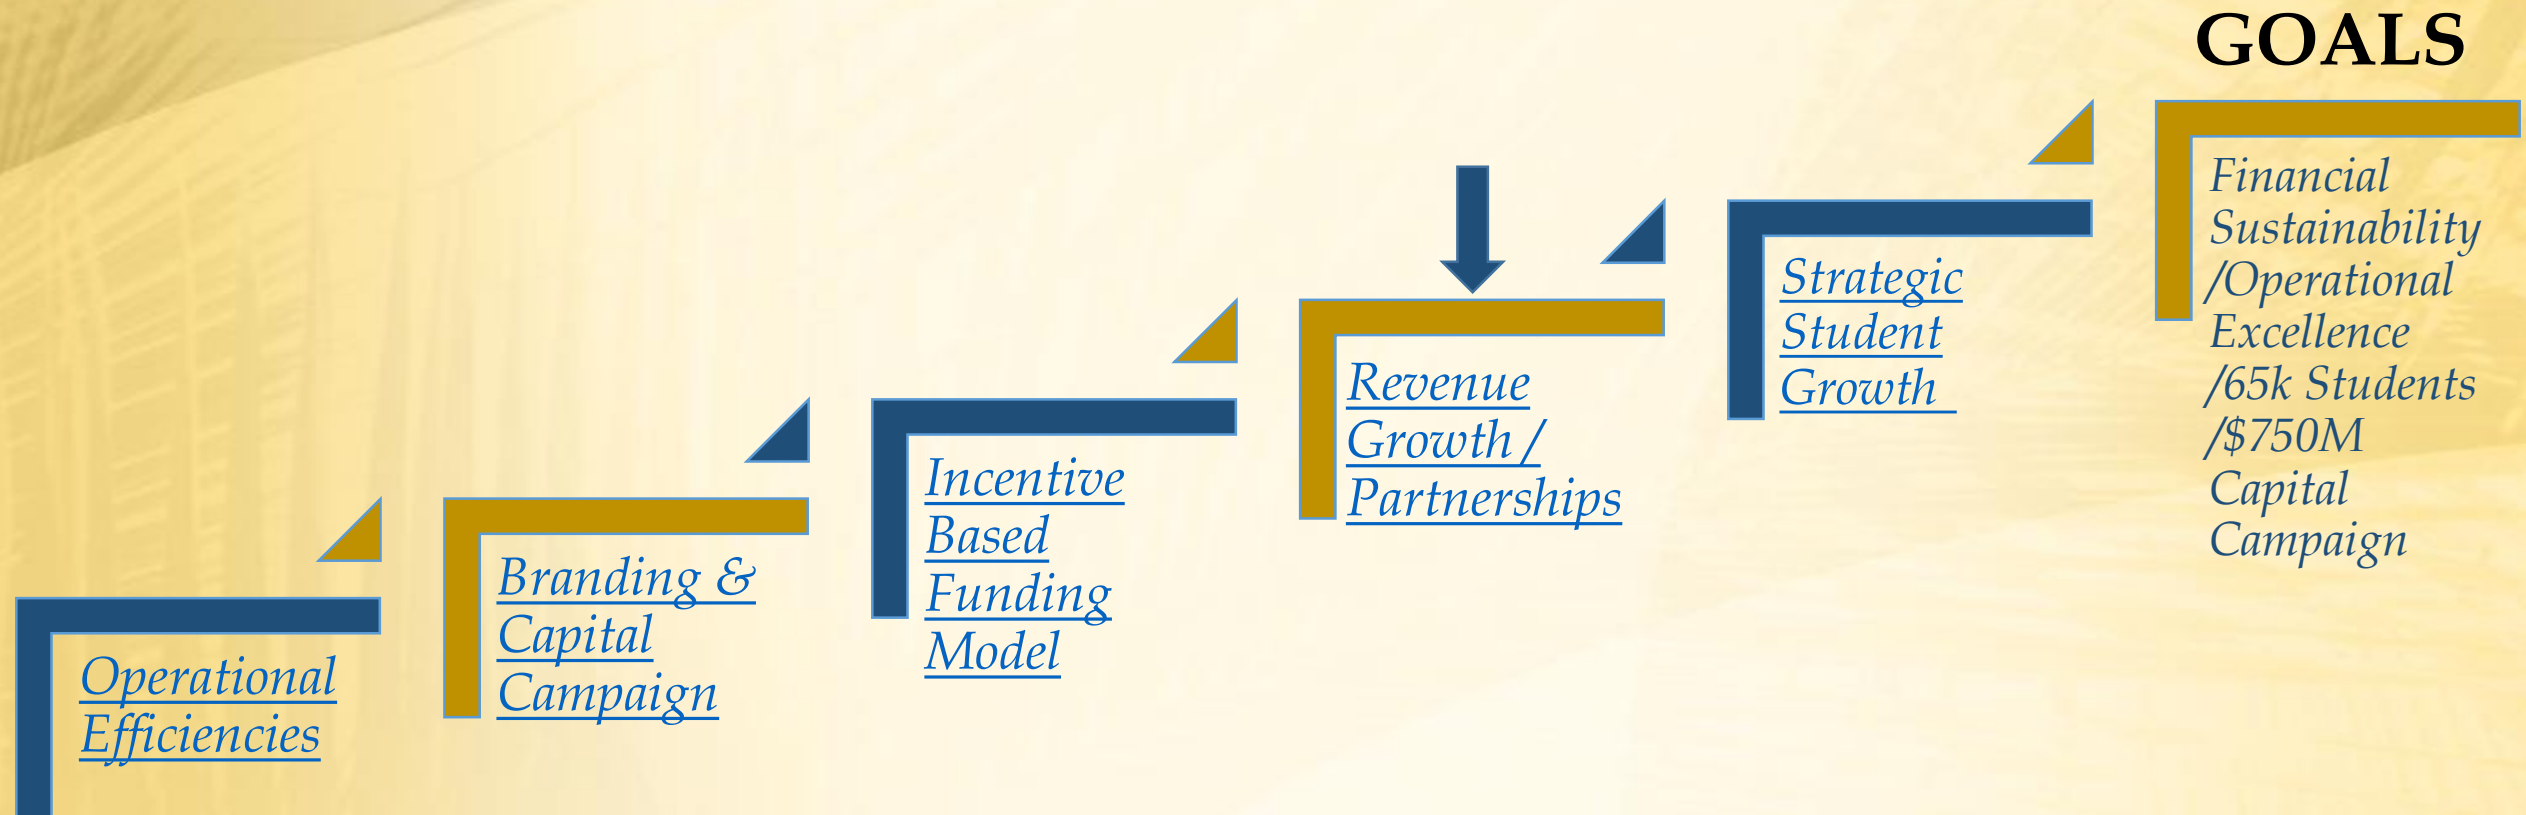 GOALS
Operational
Efficiencies
Branding &
Capital
Campaign
Incentive
Based
Funding
Model
Revenue
Growth /
Partnerships
Strategic
Student
Growth
Financial
Sustainability
/Operational
Excellence
/65k Students
/$750M
Capital
Campaign